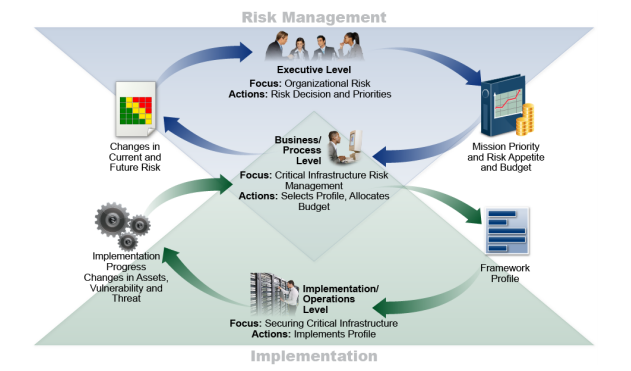 Risk Management
Executive Level
Focus: Organizational Risk
Actions: Risk Decision and Priorities
Changes in
Current and
Future Risk
Mission Priority
and Risk Appetite
and Budget
Business/
Process
Level
Focus: Critical Infrastructure Risk
Management
Actions: Selects Profile, Allocates
Budget
Implementation
Progress
Changes in Assets,
Vulnerability and
Threat
Framework
Profile
Implementation/
Operations
Level
Focus: Securing Critical Infrastructure
Actions: Implements Profile
Implementation